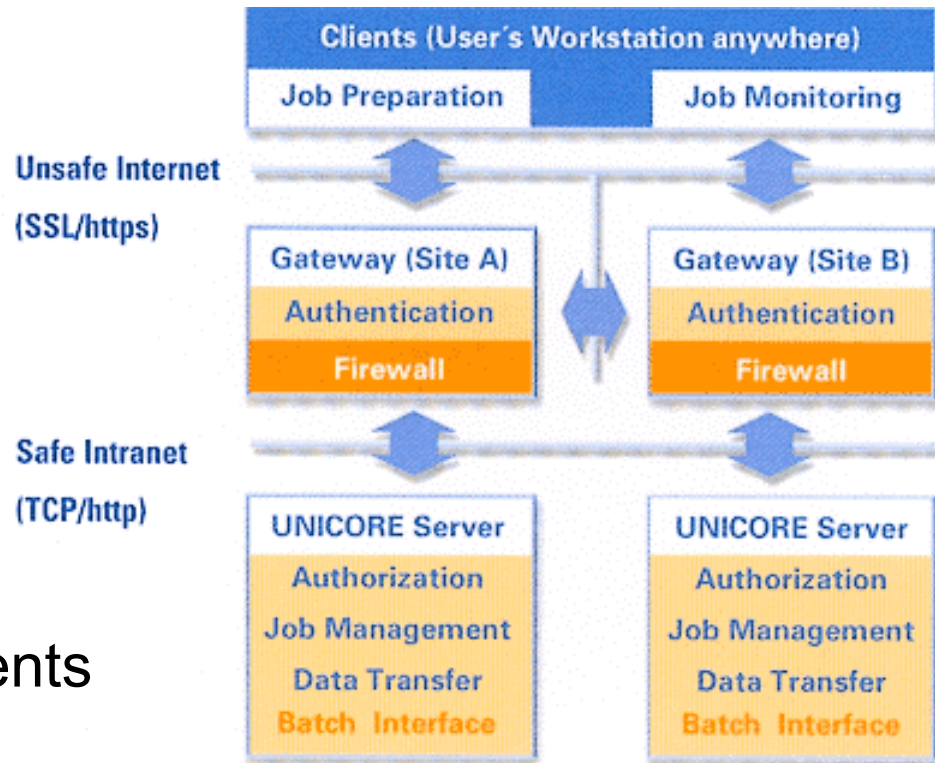 Clients (User´s Workstation anywhere)
Job Preparation
Job Monitoring
Unsafe Internet
(SSL/https)
Gateway (Site A)
Authentication
Firewall
Gateway (Site B)
Authentication
Firewall
Safe Intranet
(TCP/http)
UNICORE Server
Authorization
Job Management
Data Transfer
Batch Interface
UNICORE Server
Authorization
Job Management
Data Transfer
Batch Interface
ents